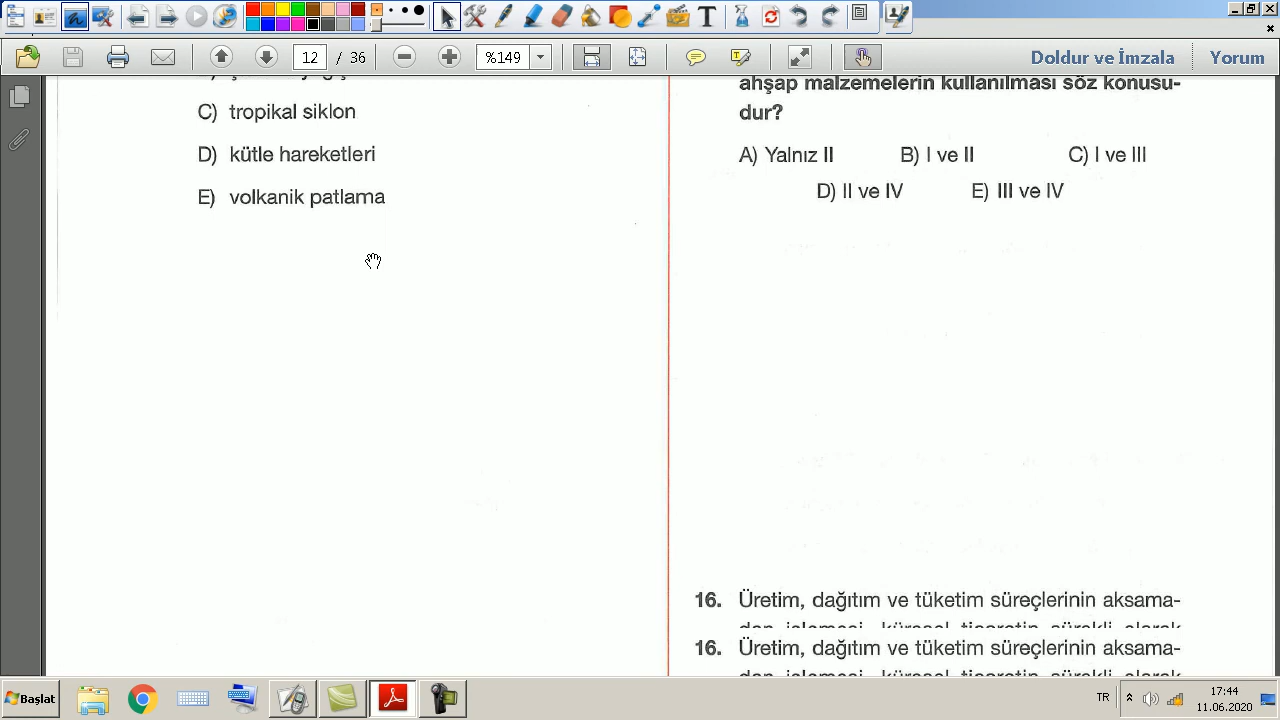 12 / 36
%149
Doldur ve İmzala
Yorum
C) tropikal siklon
D) kütle hareketleri
E) volkanik patlama
ahşap malzemelerin kullanılması söz konusu-
dur?
A) Yalnız II B) I ve II C) I ve III
D) II ve IV E) III ve IV
16. Üretim, dağıtım ve tüketim süreçlerinin aksama-
16. Üretim, dağıtım ve tüketim süreçlerinin aksama-
Başlat
TR
17:44
11.06.2020